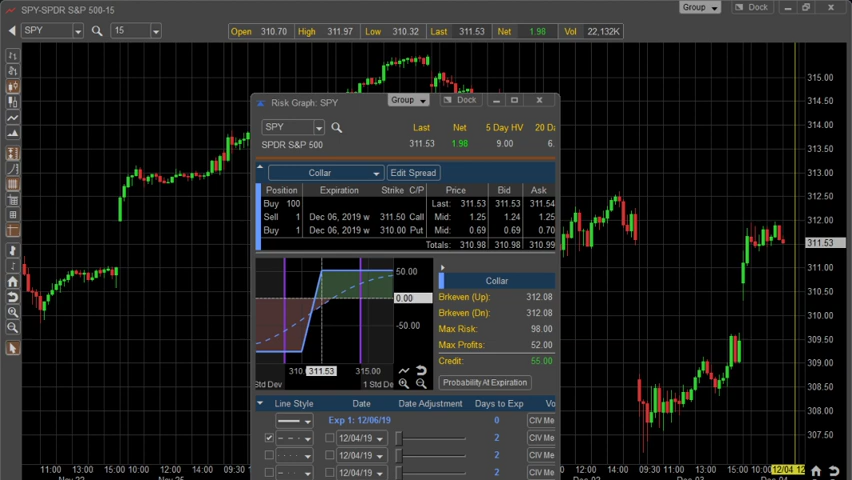 SPY-SPDR S&P 500-15 Group Dock
SPY 15 Open 310.70 High 311.97 Low 310.32 Last 311.53 Net 1.98 Vol 22,132K
315.00
314.50
314.00
313.50
313.00
312.50
312.00
311.53
311.00
310.50
310.00
309.50
309.00
308.50
308.00
307.50
Risk Graph: SPY Group Dock
SPY Last Net 5 Day HV 20 Da
SPDR S&P 500 311.53 1.98 9.00 6.
Collar Edit Spread
Position Expiration Strike C/P Price Bid Ask
Buy 100 Last: 311.53 311.53 311.54
Sell 1 Dec 06, 2019 w 311.50 Call Mid: 1.25 1.24 1.25
Buy 1 Dec 06, 2019 w 310.00 Put Mid: 0.69 0.69 0.70
Totals: 310.98 310.98 310.99
50.00
0.00
-50.00
310. 311.53 315.00
Std Dev 1 Std De
Collar
Brkeven (Up): 312.08
Brkeven (Dn): 312.08
Max Risk: 98.00
Max Profits: 52.00
Credit: 55.00
Probability At Expiration
Line Style Date Date Adjustment Days to Exp Vo
Exp 1: 12/06/19 0 CIV Me
12/04/19 2 CIV Me
12/04/19 2 CIV Me
12/04/19 2 CIV Me
11:00 13:00 15:00 10:00 12:00 14:00 09:30 12:00 14:00 09:30 11:00 13:00 15:00 10:00 12/04 12